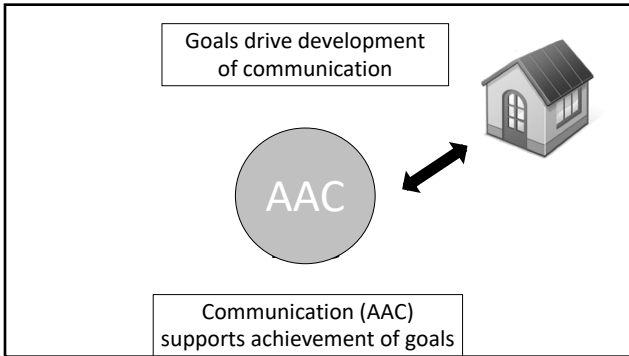 Goals drive development
of communication
AAC
Communication (AAC)
supports achievement of goals